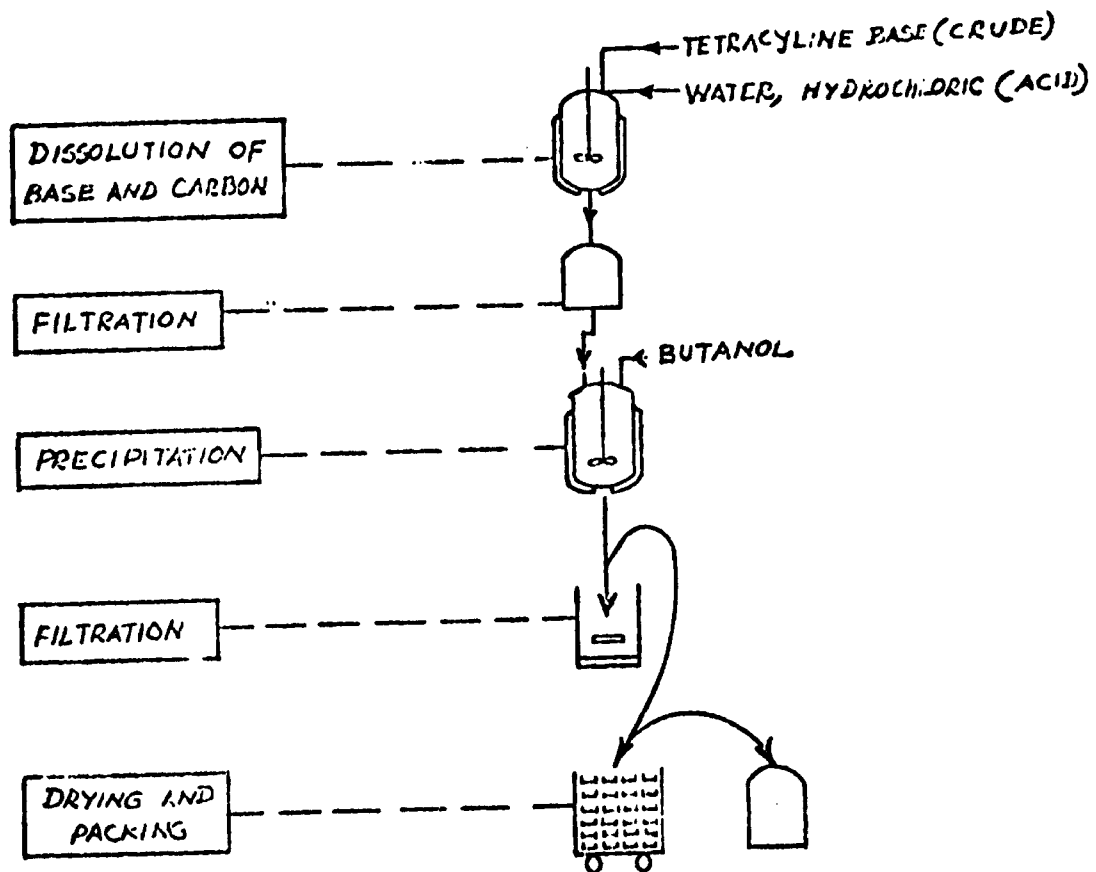 TETRACYLINE BASE (CRUDE)
WATER, HYDROCHLORIC (ACID)
DISSOLUTION OF
BASE AND CARBON
FILTRATION
BUTANOL
PRECIPITATION
FILTRATION
DRYING AND
PACKING